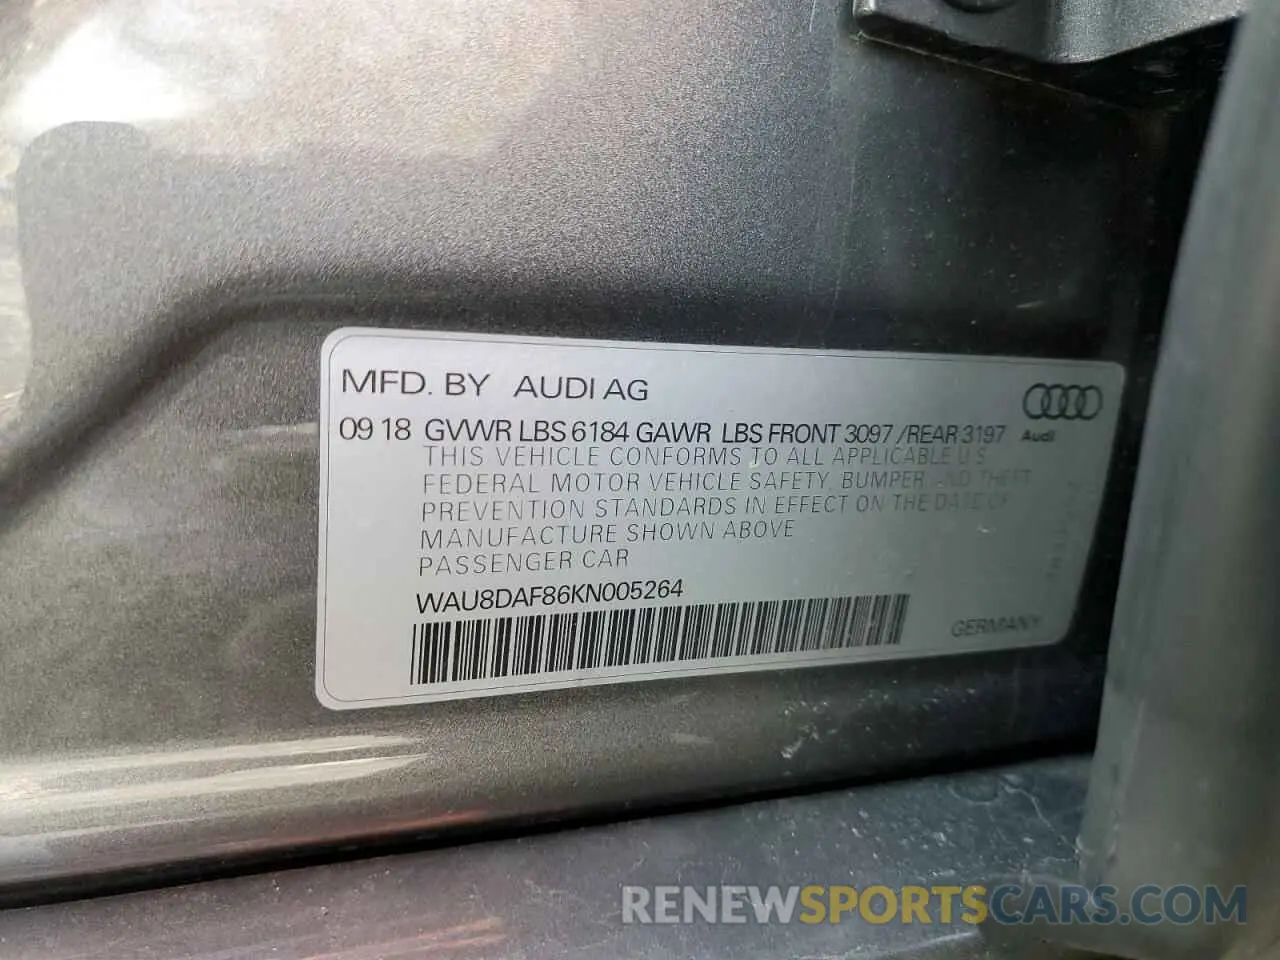 MFD. BY AUDI AG
09 18 GVWR LBS 6184 GAWR LBS FRONT 3097 / REAR 3197
Audi
THIS VEHICLE CONFORMS TO ALL APPLICABLE U S
FEDERAL MOTOR VEHICLE SAFETY, BUMPER AND THEFT
PREVENTION STANDARDS IN EFFECT ON THE DATE OF
MANUFACTURE SHOWN ABOVE
PASSENGER CAR
WAU8DAF86KN005264
GERMANY
RENEWSPORTSCARS.COM